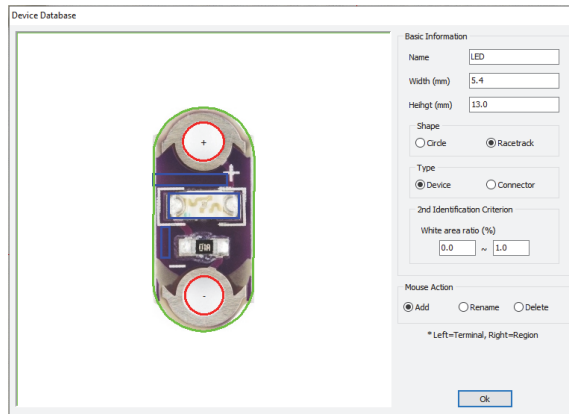 Device Database
Basic Information
Name LED
Width (mm) 5.4
Heihgt (mm) 13.0
Shape
Circle Racetrack
Type
Device Connector
2nd Identification Criterion
White area ratio (%)
0.0 ~ 1.0
Mouse Action
Add Rename Delete
* Left=Terminal, Right=Region
Ok
+
+
-